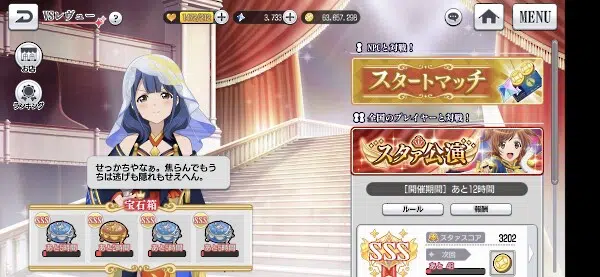 VSレヴュー
?
3,733
63,657,298
MENU
お店
ランキング
NPCと対戦！
スタートマッチ
全国のプレイヤーと対戦！
スタァ公演
[開催期間] あと12時間
ルール
報酬
せっかちやなぁ。焦らんでもう
ちは逃げも隠れもせえへん。
宝石箱
SSS
SSS
SSS
SSS
SSS
スタァスコア
3202
次回